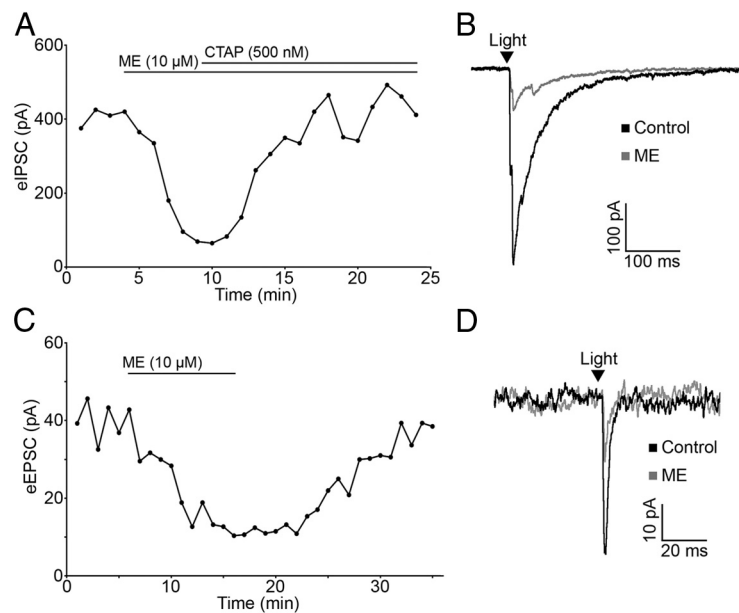 A
600
400
200
0
eIPSC (pA)
CTAP (500 nM)
ME (10 µM)
0 5 10 15 20 25
Time (min)
B
Light
Control
ME
100 pA
100 ms
C
60
40
20
0
eEPSC (pA)
ME (10 µM)
0 10 20 30
Time (min)
D
Light
Control
ME
10 pA
20 ms